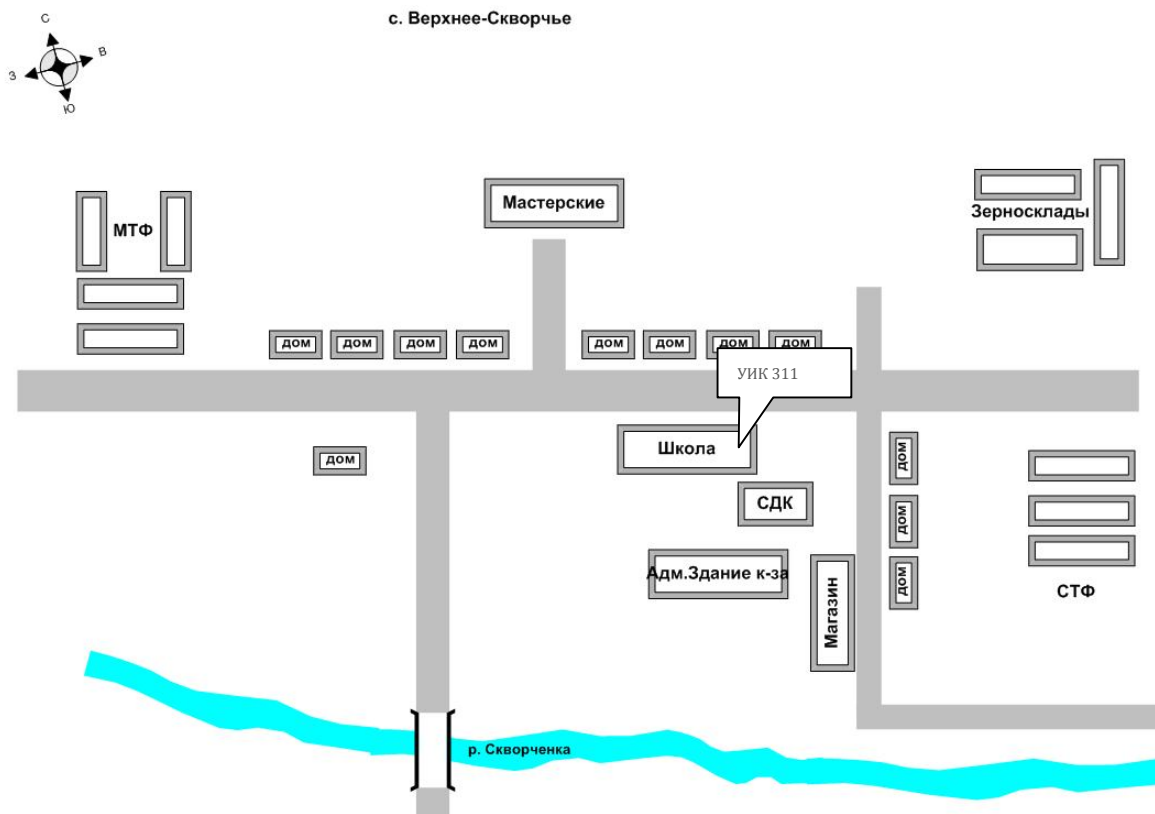 с. Верхнее-Скворчье
С
В
З
Ю
МТФ
Мастерские
Зерносклады
дом
дом
дом
дом
дом
дом
дом
дом
УИК 311
дом
Школа
дом
СДК
дом
Адм.Здание к-за
дом
Магазин
СТФ
р. Скворченка